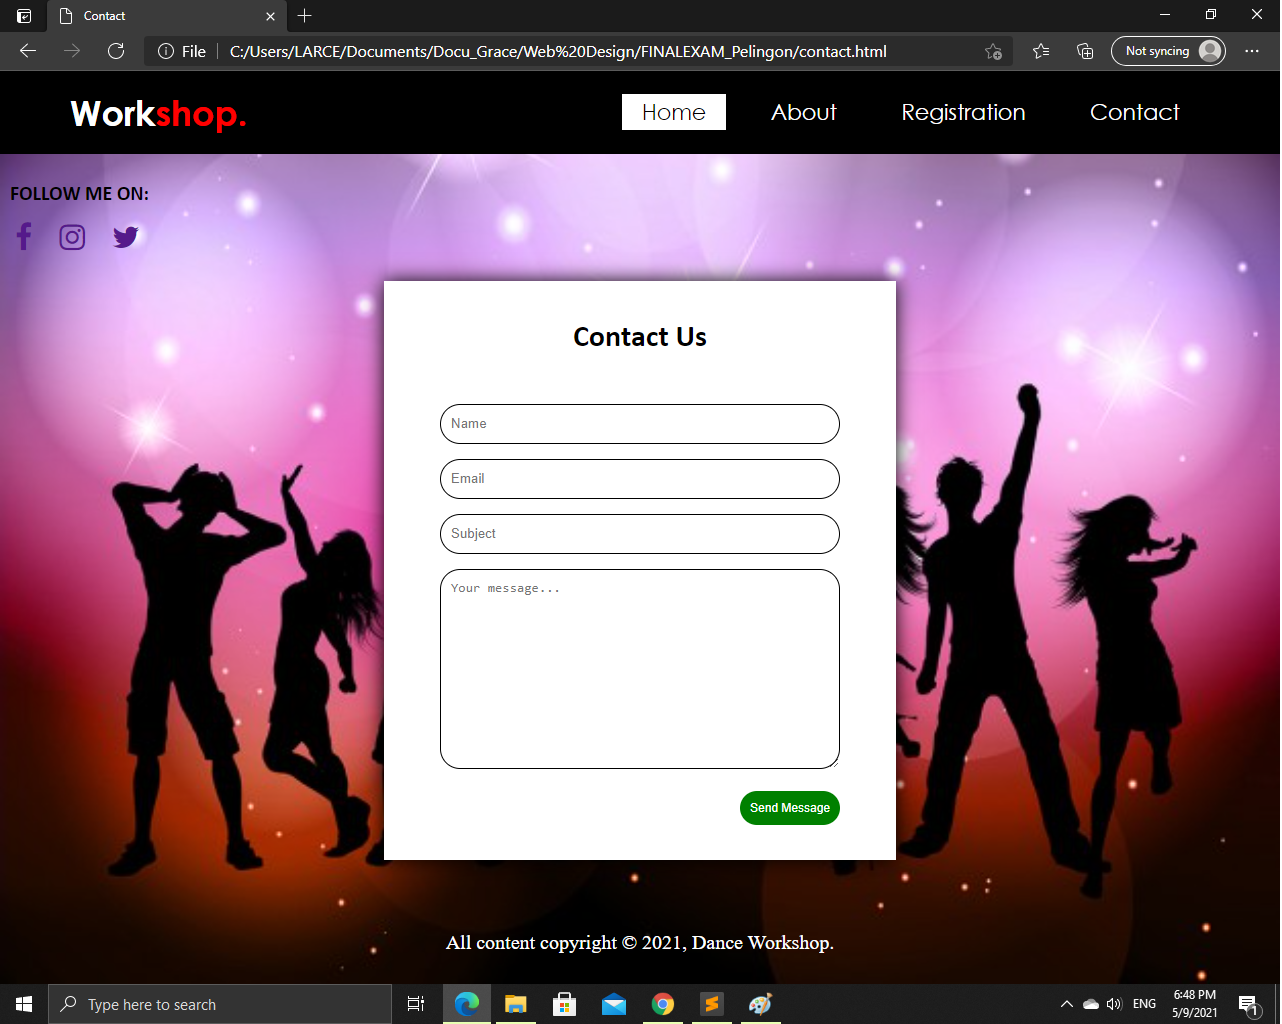 Contact
File C:/Users/LARCE/Documents/Docu_Grace/Web%20Design/FINALEXAM_Pelingon/contact.html Not syncing
Workshop. Home About Registration Contact
FOLLOW ME ON:
Contact Us
Name
Email
Subject
Your message...
Send Message
All content copyright © 2021, Dance Workshop.
Type here to search
ENG
6:48 PM
5/9/2021
1